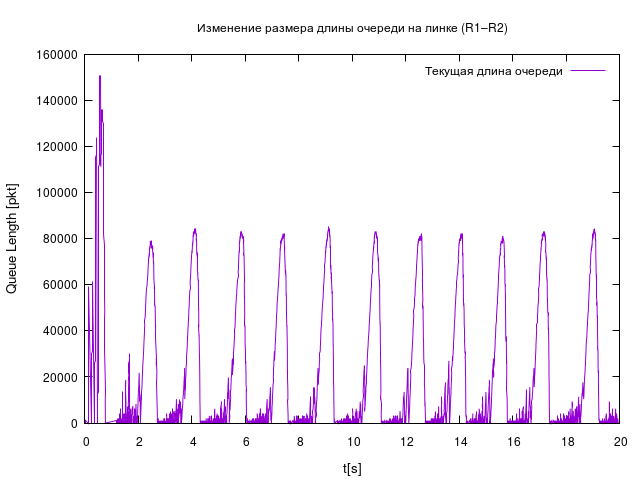 Изменение размера длины очереди на линке (R1–R2)
Текущая длина очереди
Queue Length [pkt]
160000
140000
120000
100000
80000
60000
40000
20000
0
0 2 4 6 8 10 12 14 16 18 20
t[s]